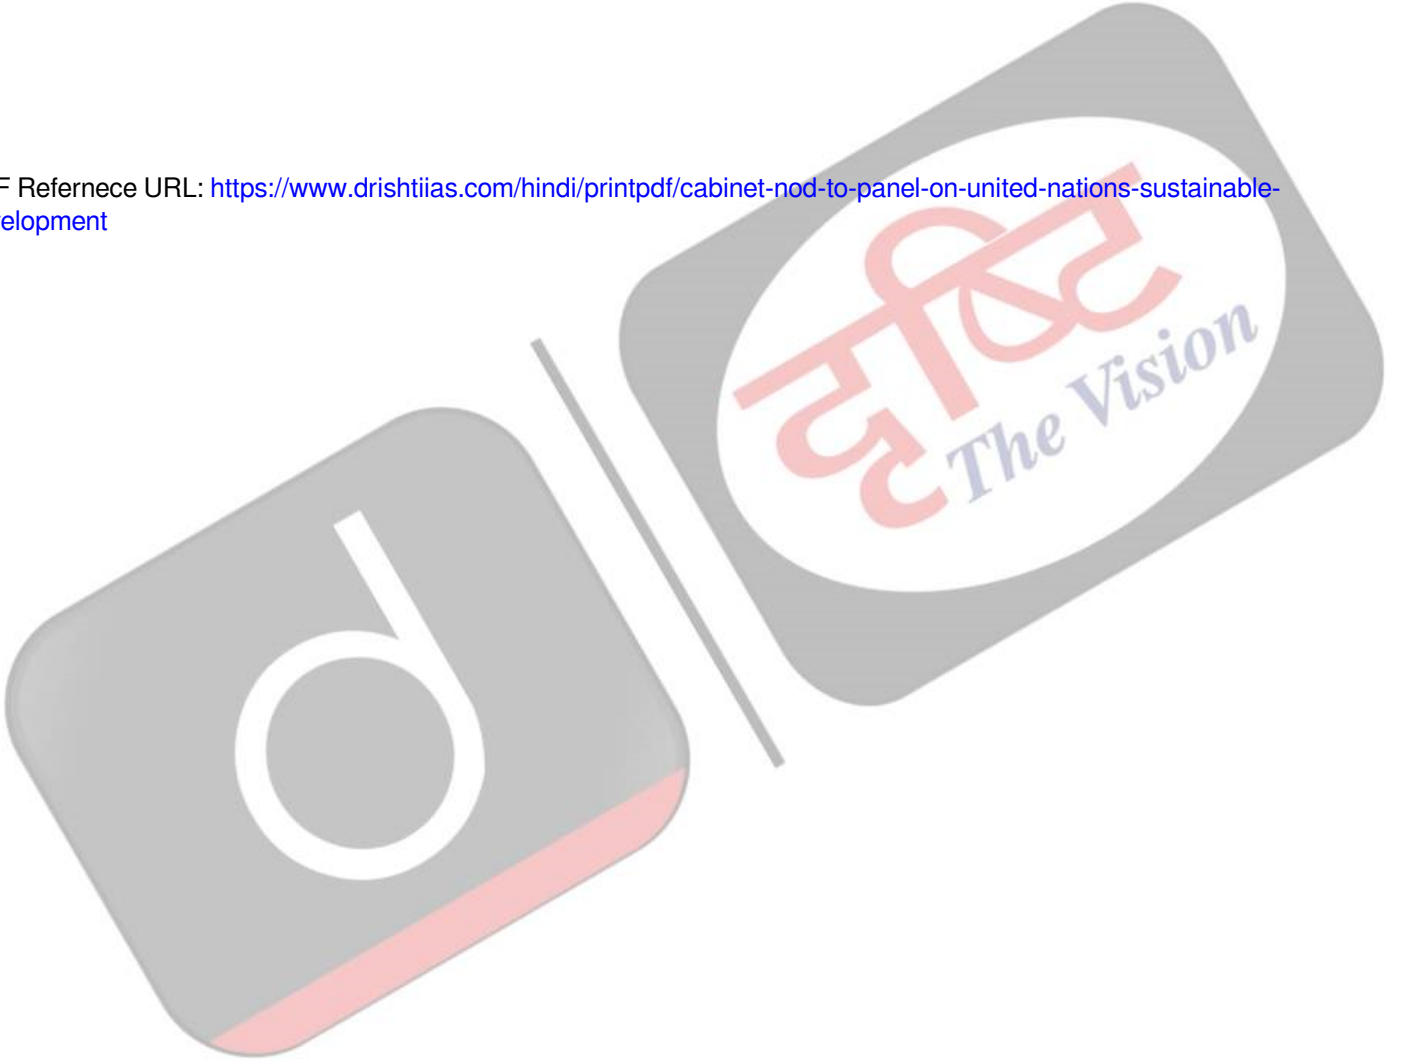 F Refernece URL: https://www.drishtiias.com/hindi/printpdf/cabinet-nod-to-panel-on-united-nations-sustainable-
elopment
दृष्टि
The Vision
d